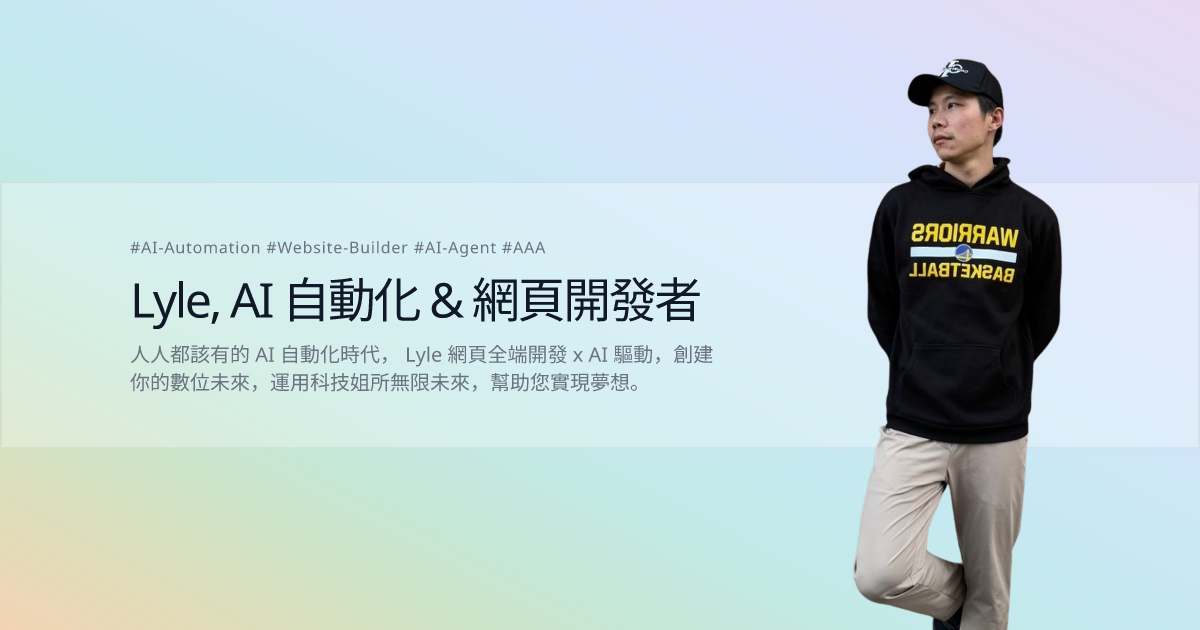 #AI-Automation #Website-Builder #AI-Agent #AAA
Lyle, AI 自動化 & 網頁開發者
人人都該有的 AI 自動化時代， Lyle 網頁全端開發 x AI 驅動，創建
你的數位未來，運用科技姐所無限未來，幫助您實現夢想。
WARRIORS
BASKETBALL